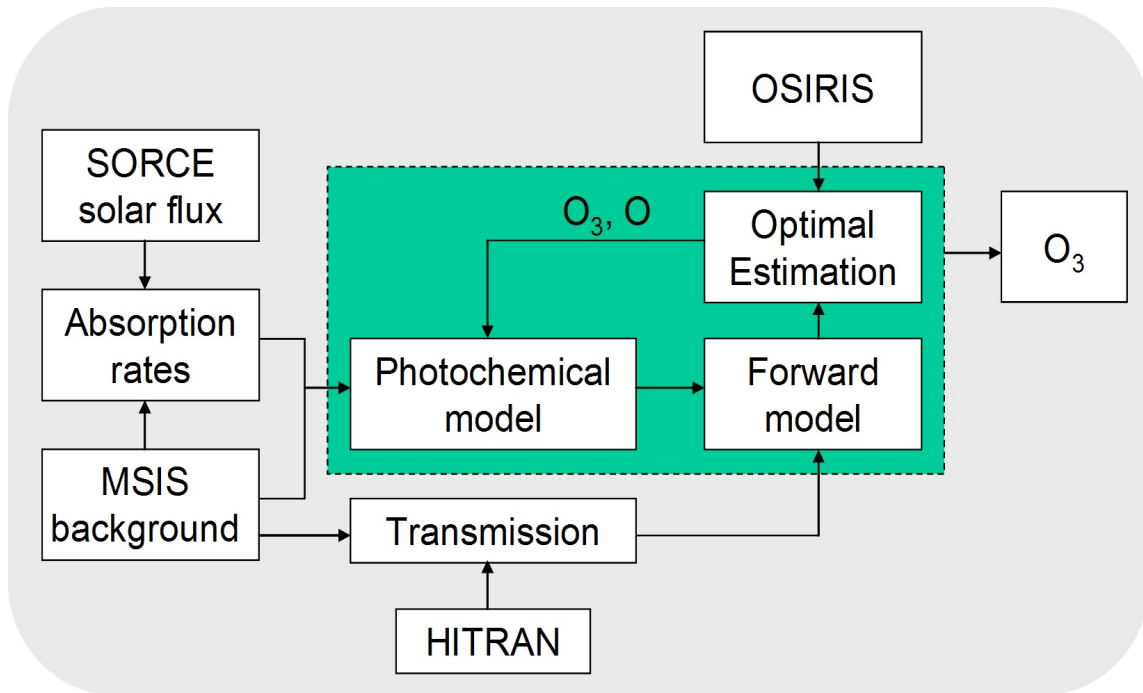 OSIRIS
SORCE
solar flux
O₃, O
Optimal
Estimation
O₃
Absorption
rates
Photochemical
model
Forward
model
MSIS
background
Transmission
HITRAN